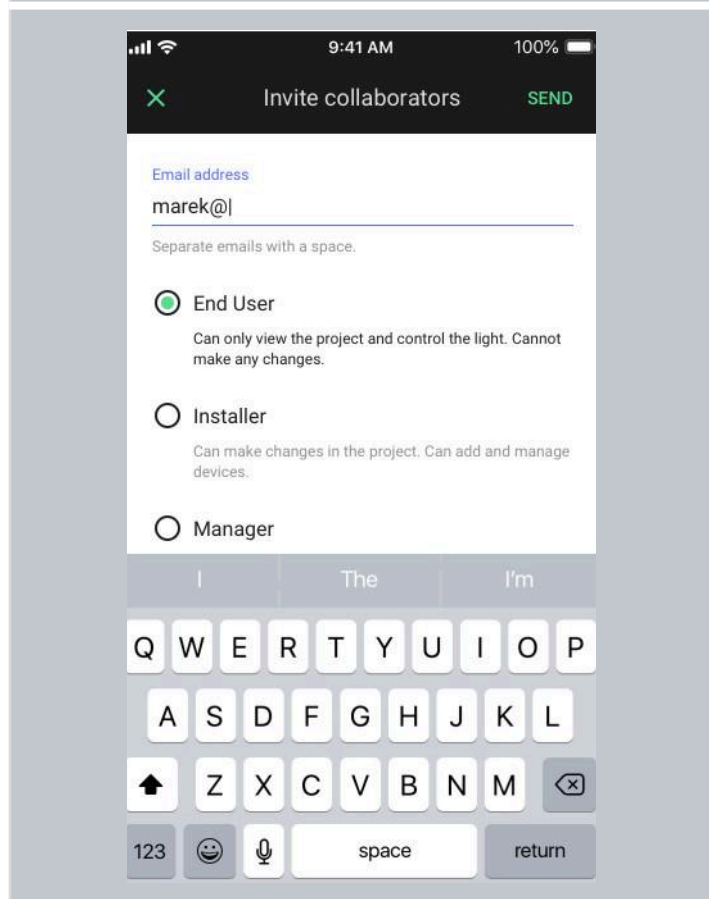 9:41 AM 100%
Invite collaborators SEND
Email address
marek@
Separate emails with a space.
End User
Can only view the project and control the light. Cannot
make any changes.
Installer
Can make changes in the project. Can add and manage
devices.
Manager
I The I'm
Q W E R T Y U I O P
A S D F G H J K L
Z X C V B N M
123 space return